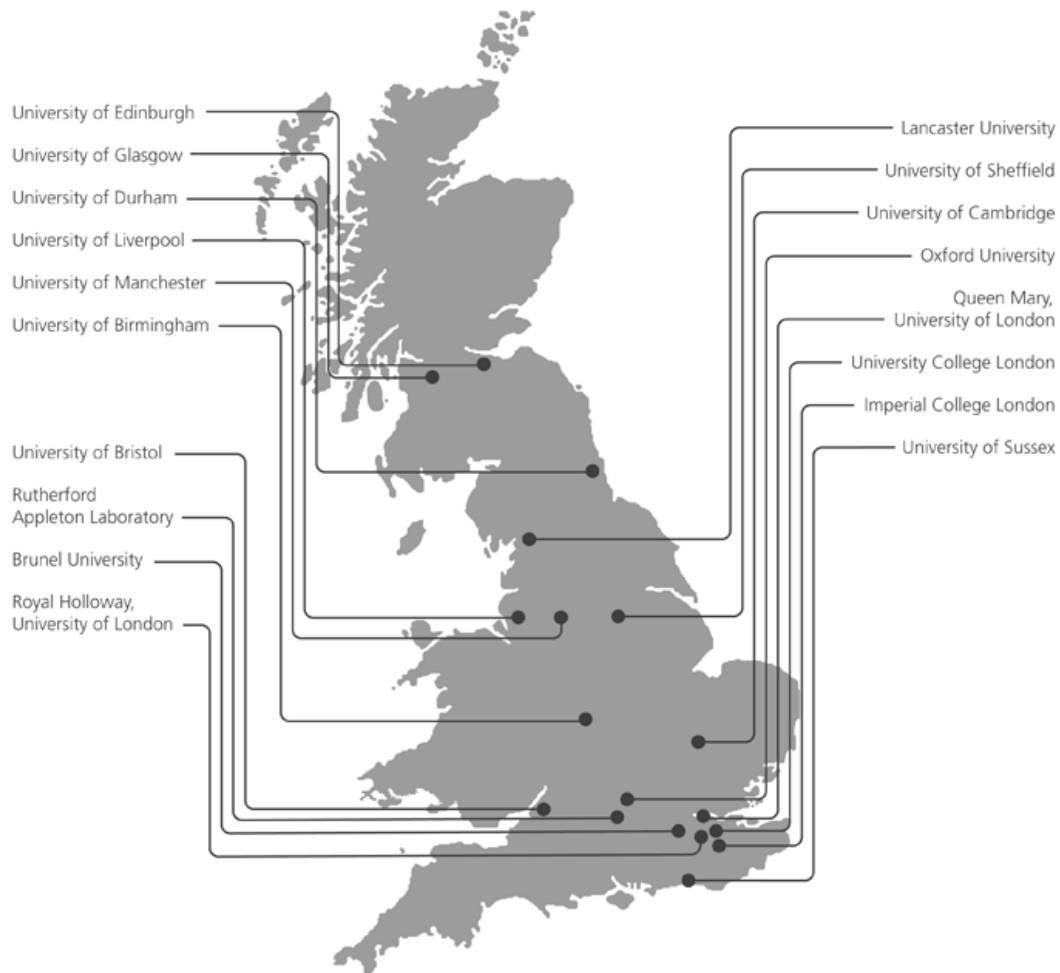 University of Edinburgh
University of Glasgow
University of Durham
University of Liverpool
University of Manchester
University of Birmingham
University of Bristol
Rutherford
Appleton Laboratory
Brunel University
Royal Holloway,
University of London
Lancaster University
University of Sheffield
University of Cambridge
Oxford University
Queen Mary,
University of London
University College London
Imperial College London
University of Sussex